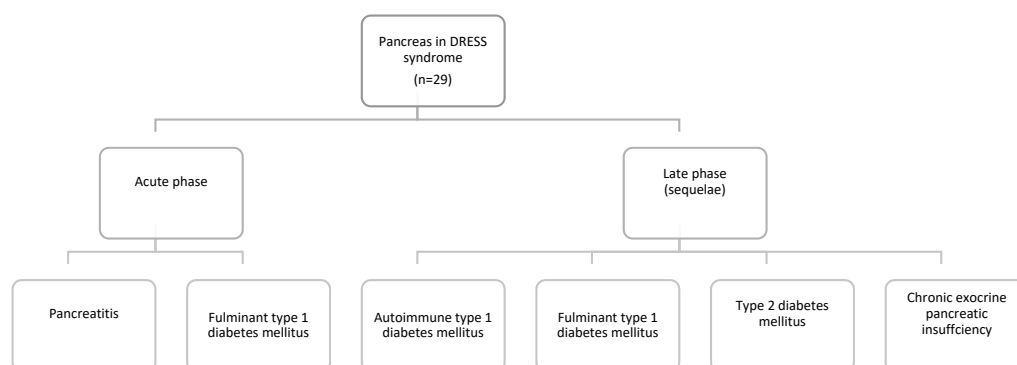 Pancreas in DRESS
syndrome
(n=29)
Acute phase
Late phase
(sequelae)
Pancreatitis
Fulminant type 1
diabetes mellitus
Autoimmune type 1
diabetes mellitus
Fulminant type 1
diabetes mellitus
Type 2 diabetes
mellitus
Chronic exocrine
pancreatic
insuffciency